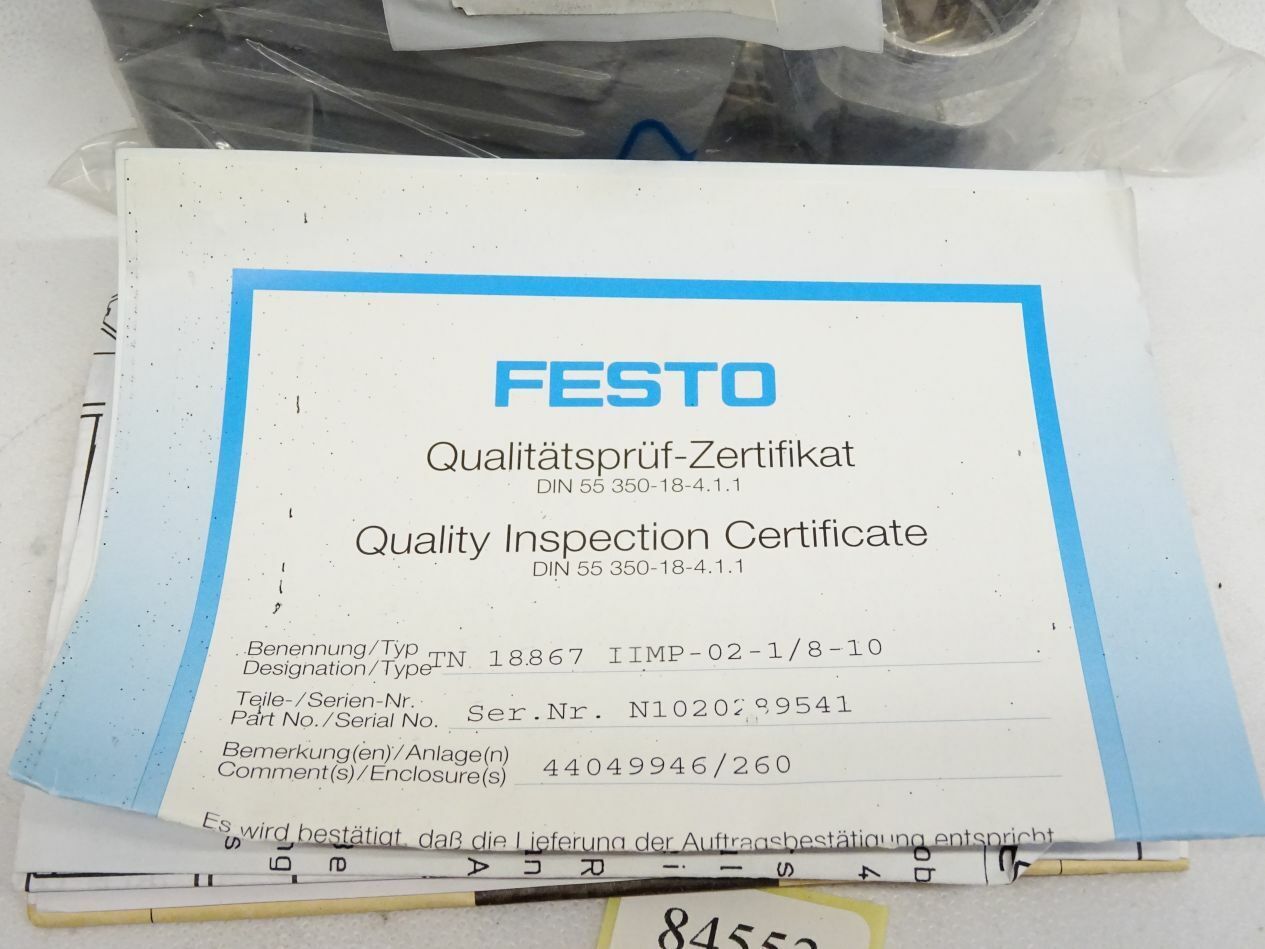 FESTO
Qualitätsprüf-Zertifikat
DIN 55 350-18-4.1.1
Quality Inspection Certificate
DIN 55 350-18-4.1.1
Benennung/Typ
Designation/Type TN 18867 IIMP-02-1/8-10
Teile-/Serien-Nr.
Part No./Serial No. Ser.Nr. N1020289541
Bemerkung(en)/Anlage(n)
Comment(s)/Enclosure(s) 44049946/260
Es wird bestätigt, daß die Lieferung der Auftragsbestätigung entspricht